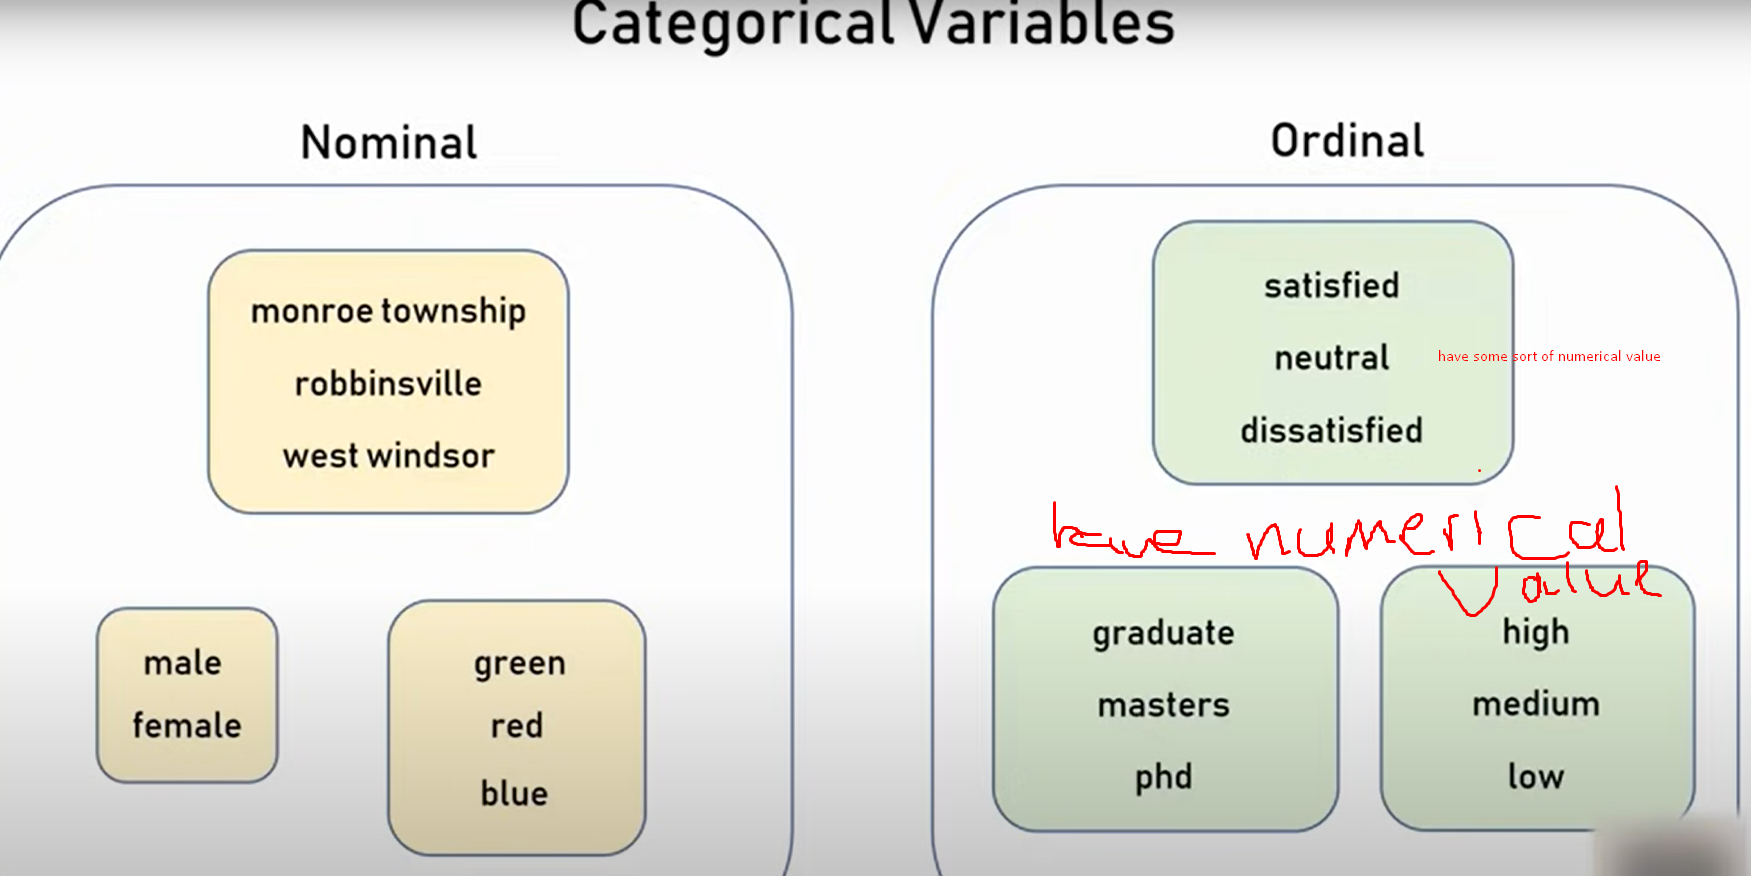 Categorical Variables
Nominal
Ordinal
monroe township
robbinsville
west windsor
satisfied
neutral
dissatisfied
have some sort of numerical value
have numerical
value
male
female
green
red
blue
graduate
masters
phd
high
medium
low